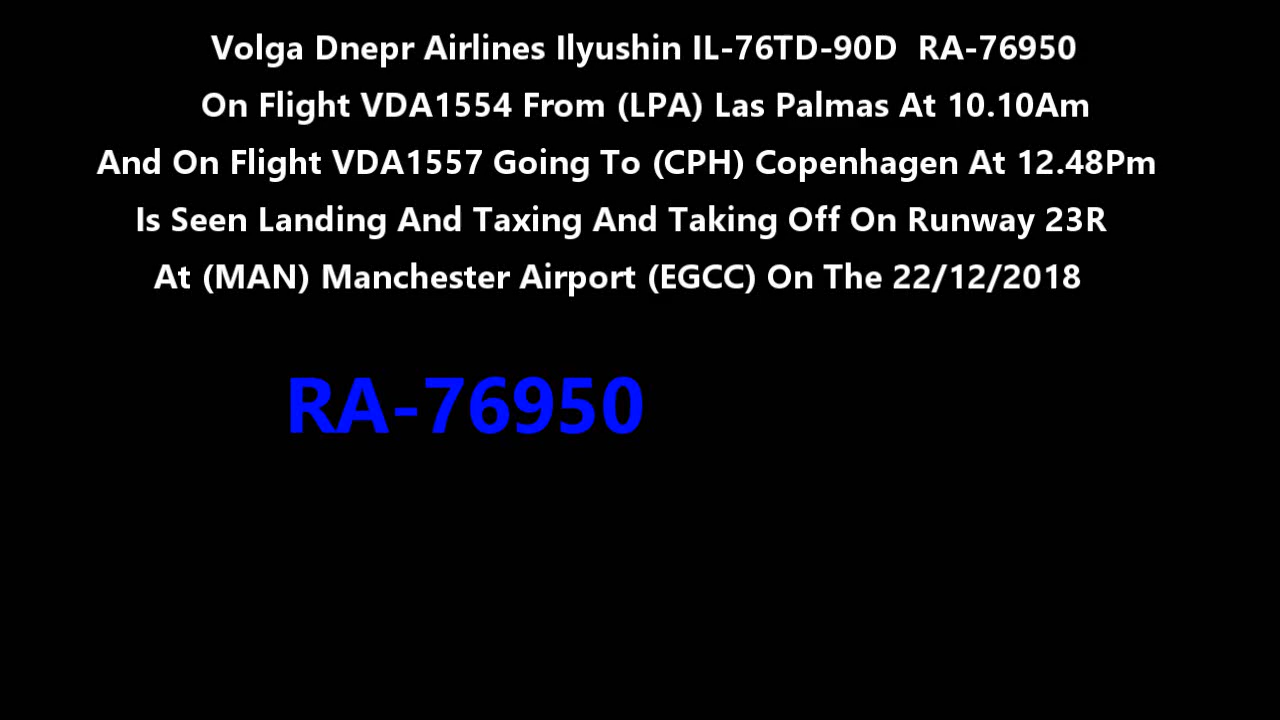 Volga Dnepr Airlines Ilyushin IL-76TD-90D  RA-76950
On Flight VDA1554 From (LPA) Las Palmas At 10.10Am
And On Flight VDA1557 Going To (CPH) Copenhagen At 12.48Pm
Is Seen Landing And Taxing And Taking Off On Runway 23R
At (MAN) Manchester Airport (EGCC) On The 22/12/2018
RA-76950